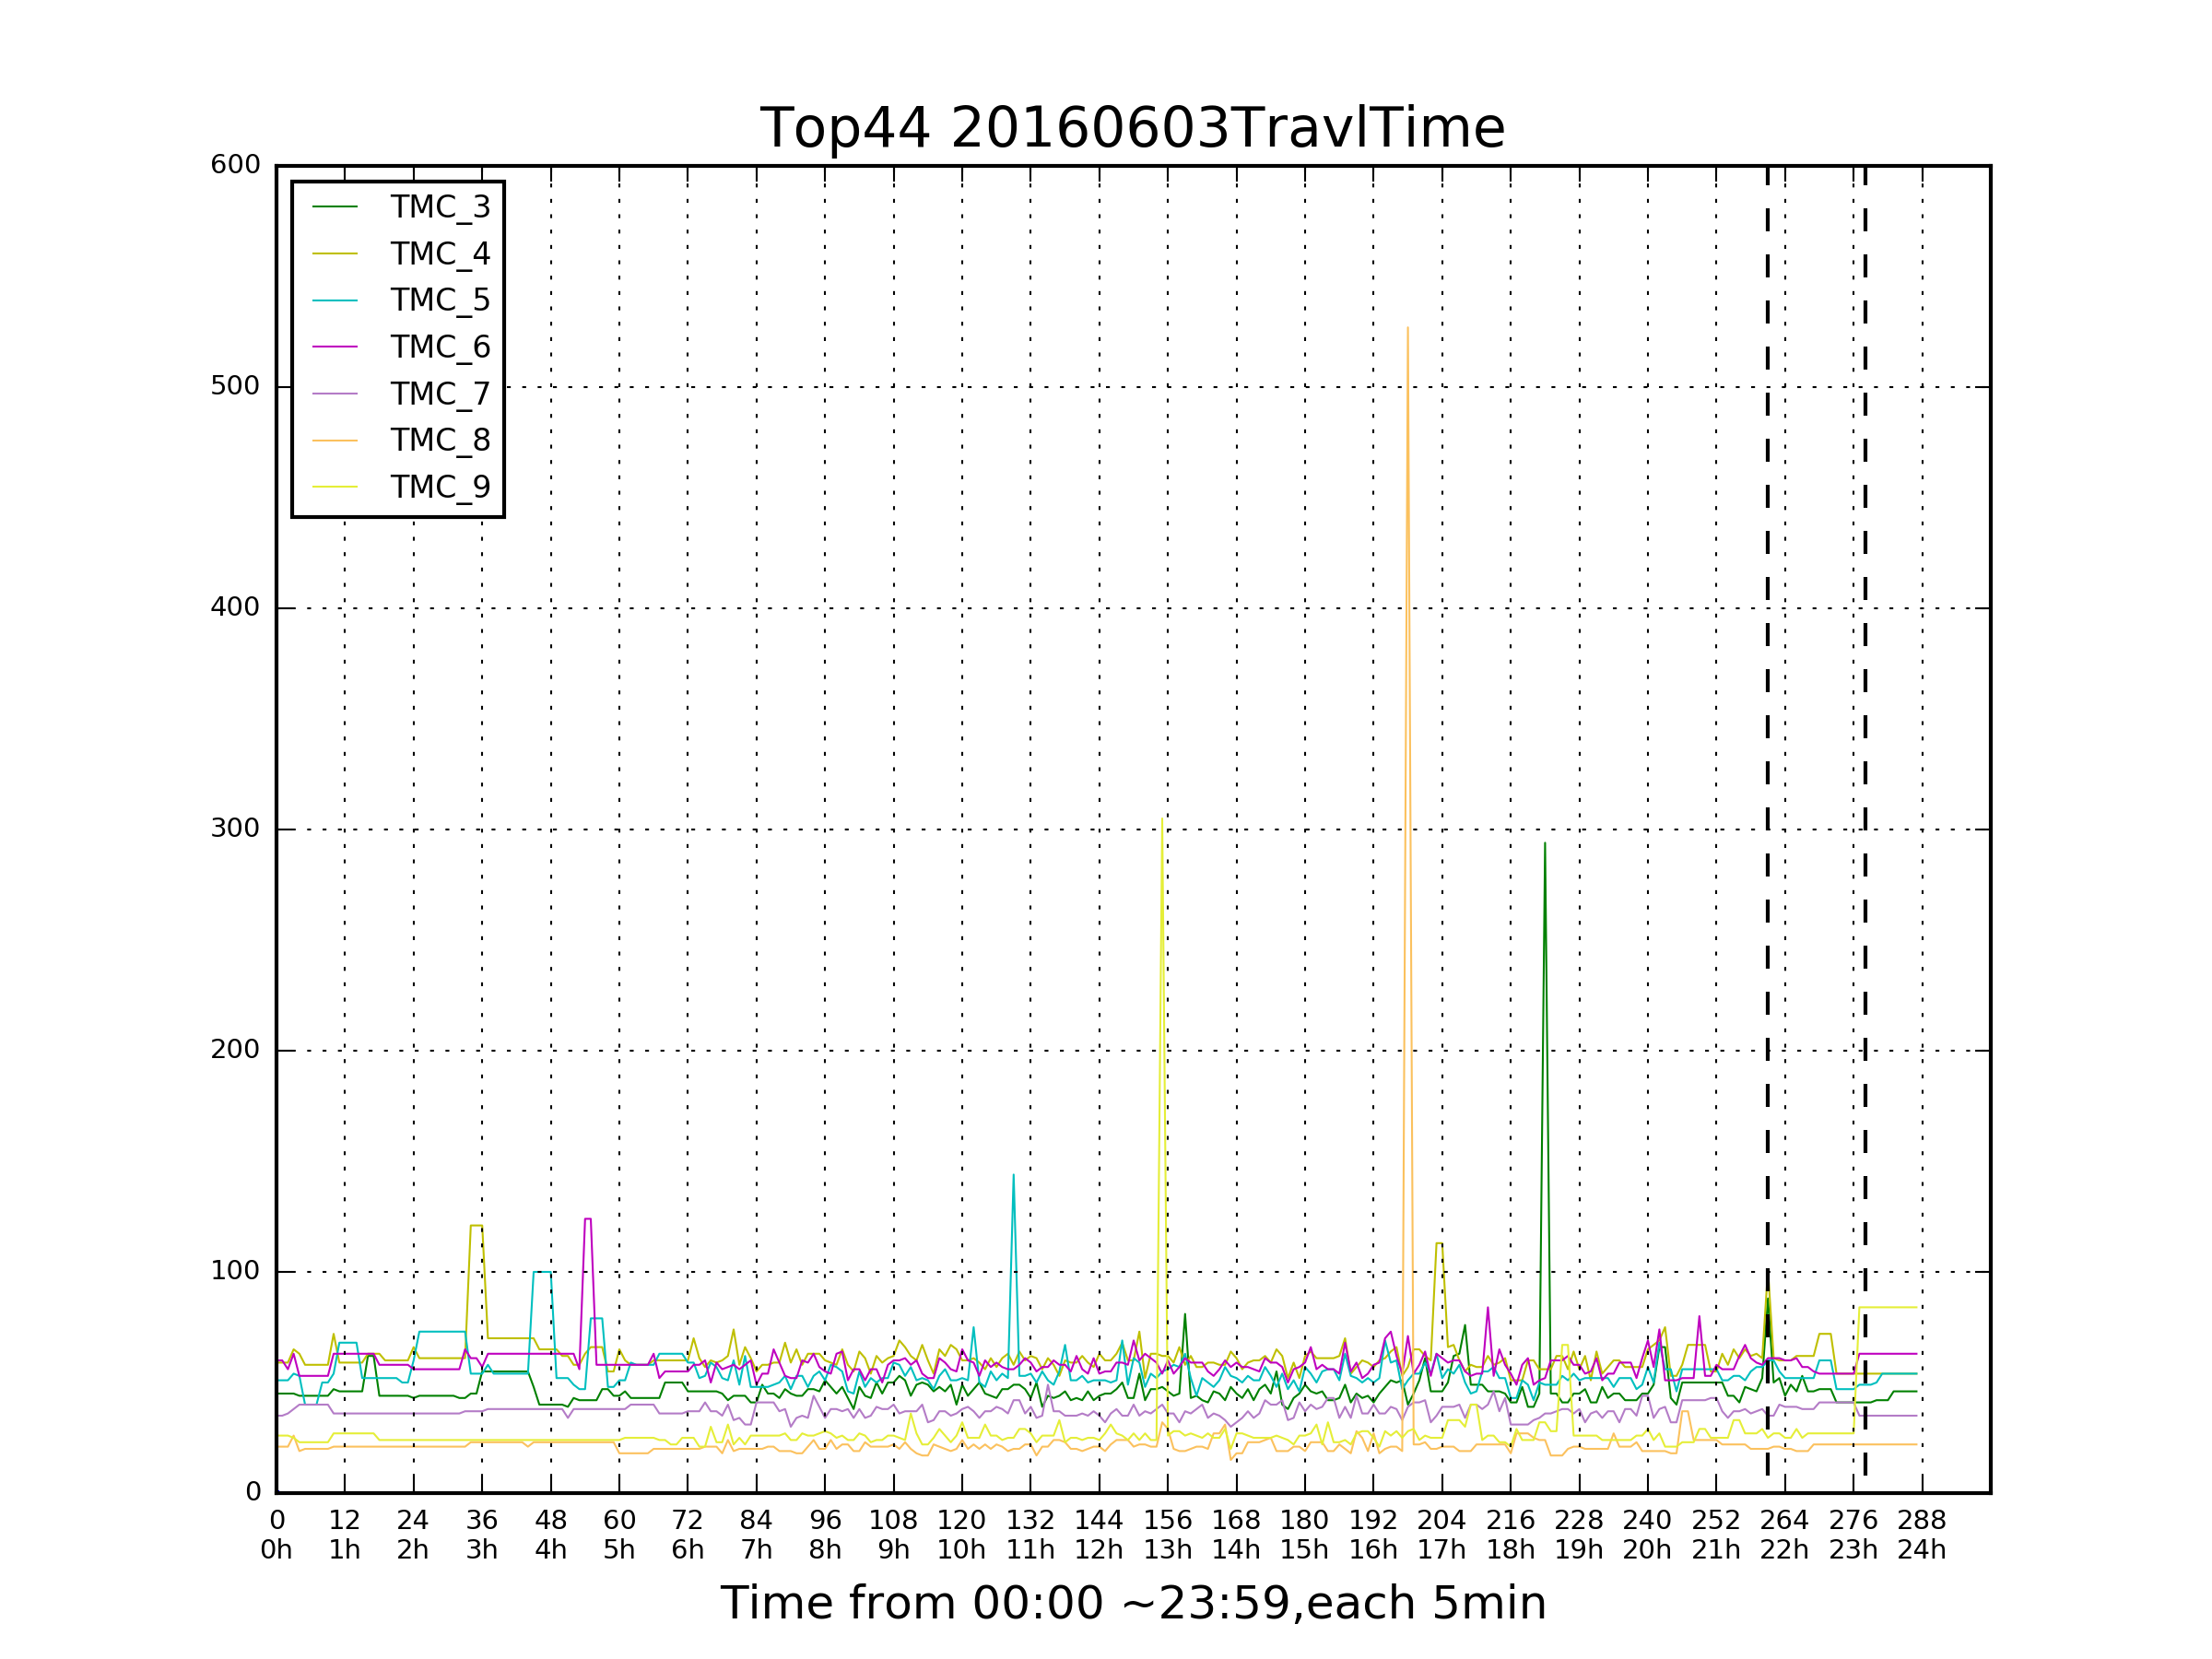 Top44 20160603TravlTime
600
500
400
300
200
100
0
TMC_3
TMC_4
TMC_5
TMC_6
TMC_7
TMC_8
TMC_9
0 12 24 36 48 60 72 84 96 108 120 132 144 156 168 180 192 204 216 228 240 252 264 276 288
0h 1h 2h 3h 4h 5h 6h 7h 8h 9h 10h 11h 12h 13h 14h 15h 16h 17h 18h 19h 20h 21h 22h 23h 24h
Time from 00:00 ~23:59,each 5min